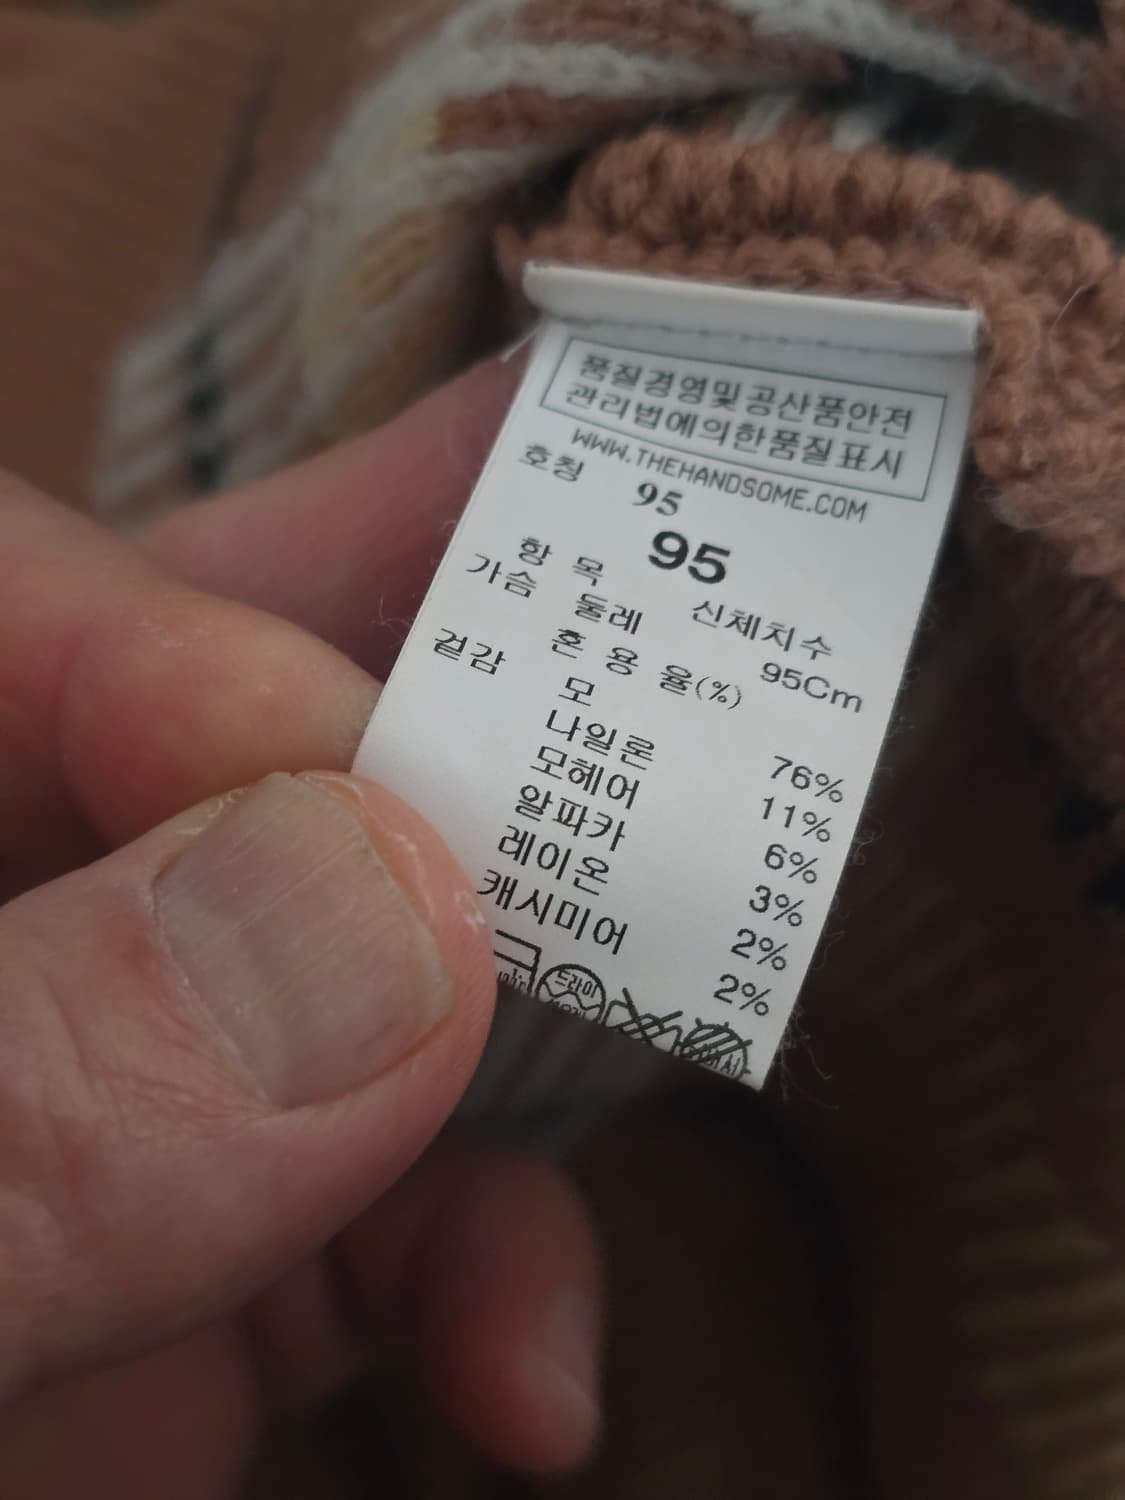 품질경영및공산품안전
관리법에의한품질표시
WWW.THEHANDSOME.COM
호칭 95
95
항 목 신체치수
가슴 둘레 95Cm
혼 용 율(%)
겉감 모 76%
나일론 11%
모헤어 6%
알파카 3%
레이온 2%
캐시미어 2%
드라이